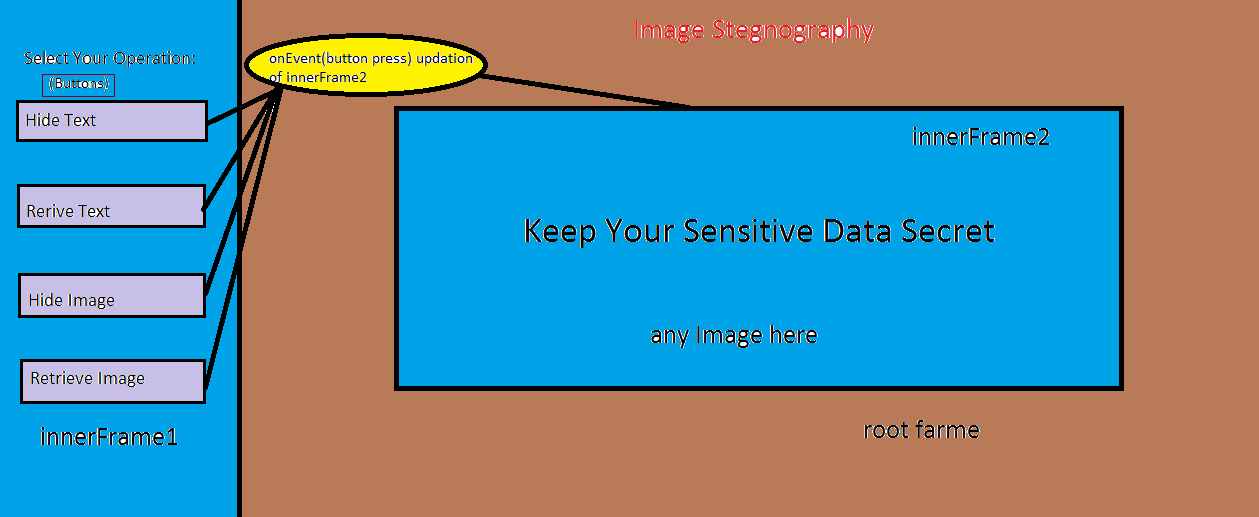 Image Stegnography
Select Your Operation:
(Buttons)
onEvent(button press) updation
of innerFrame2
Hide Text
Rerive Text
Hide Image
Retrieve Image
innerFrame1
innerFrame2
Keep Your Sensitive Data Secret
any Image here
root farme